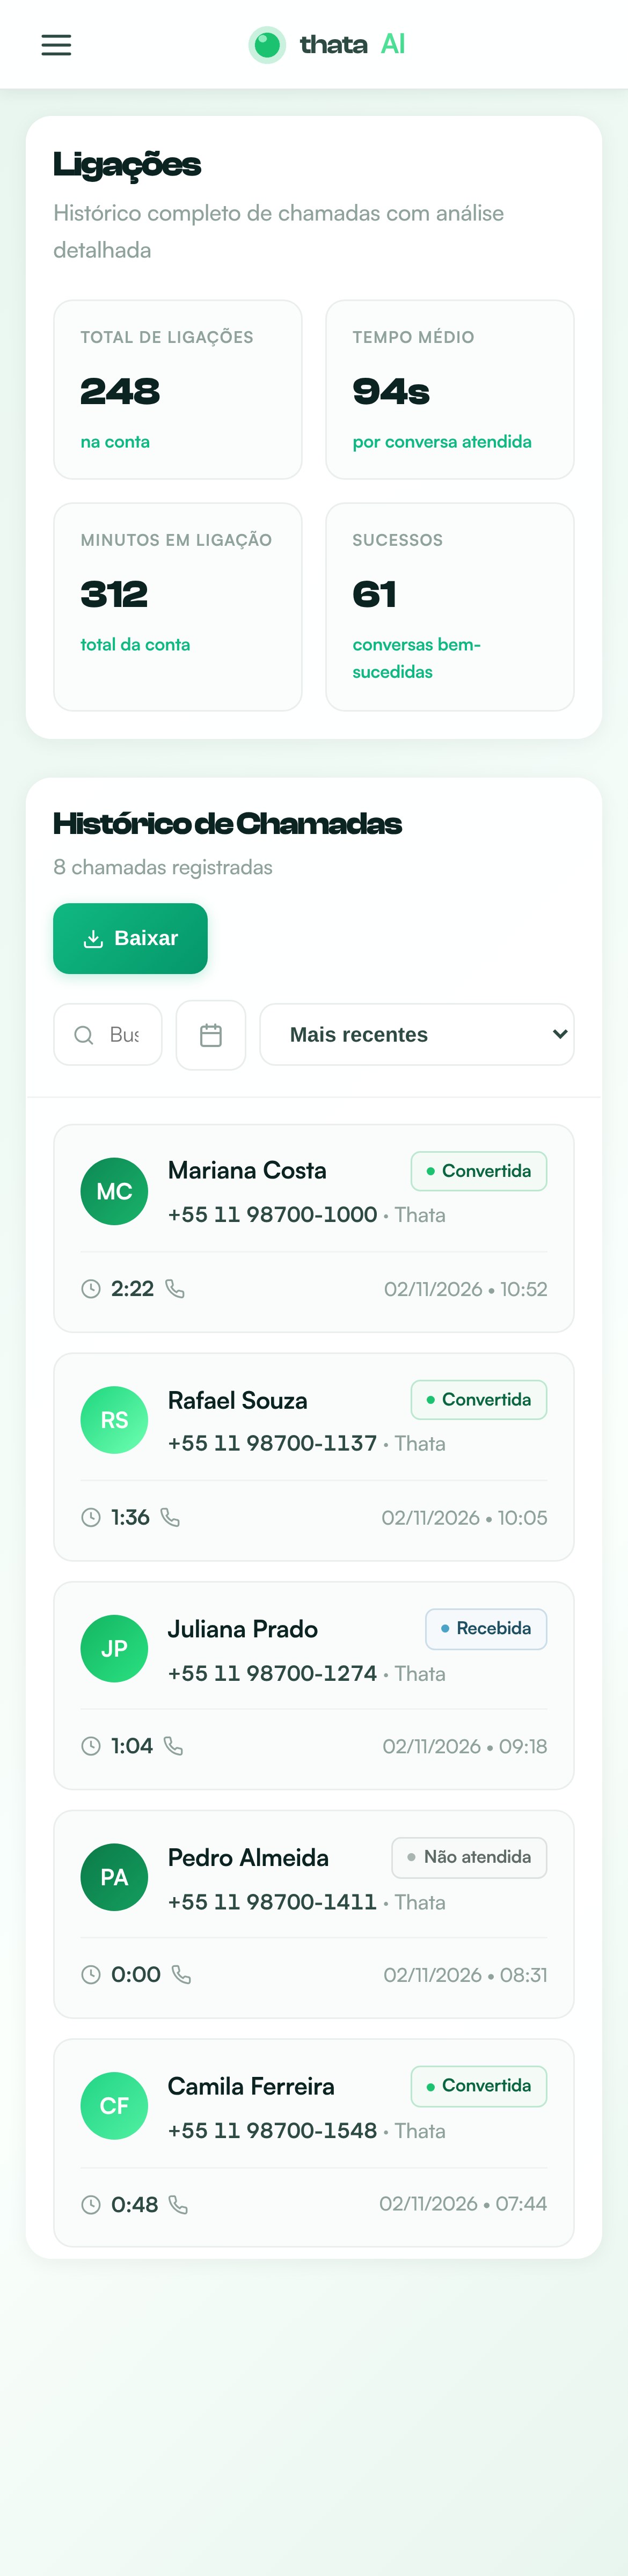 thata AI
Ligações
Histórico completo de chamadas com análise
detalhada
TOTAL DE LIGAÇÕES
248
na conta
TEMPO MÉDIO
94s
por conversa atendida
MINUTOS EM LIGAÇÃO
312
total da conta
SUCESSOS
61
conversas bem-
sucedidas
Histórico de Chamadas
8 chamadas registradas
Baixar
Bus
Mais recentes
MC
Mariana Costa
Convertida
+55 11 98700-1000 · Thata
2:22
02/11/2026 • 10:52
RS
Rafael Souza
Convertida
+55 11 98700-1137 · Thata
1:36
02/11/2026 • 10:05
JP
Juliana Prado
Recebida
+55 11 98700-1274 · Thata
1:04
02/11/2026 • 09:18
PA
Pedro Almeida
Não atendida
+55 11 98700-1411 · Thata
0:00
02/11/2026 • 08:31
CF
Camila Ferreira
Convertida
+55 11 98700-1548 · Thata
0:48
02/11/2026 • 07:44